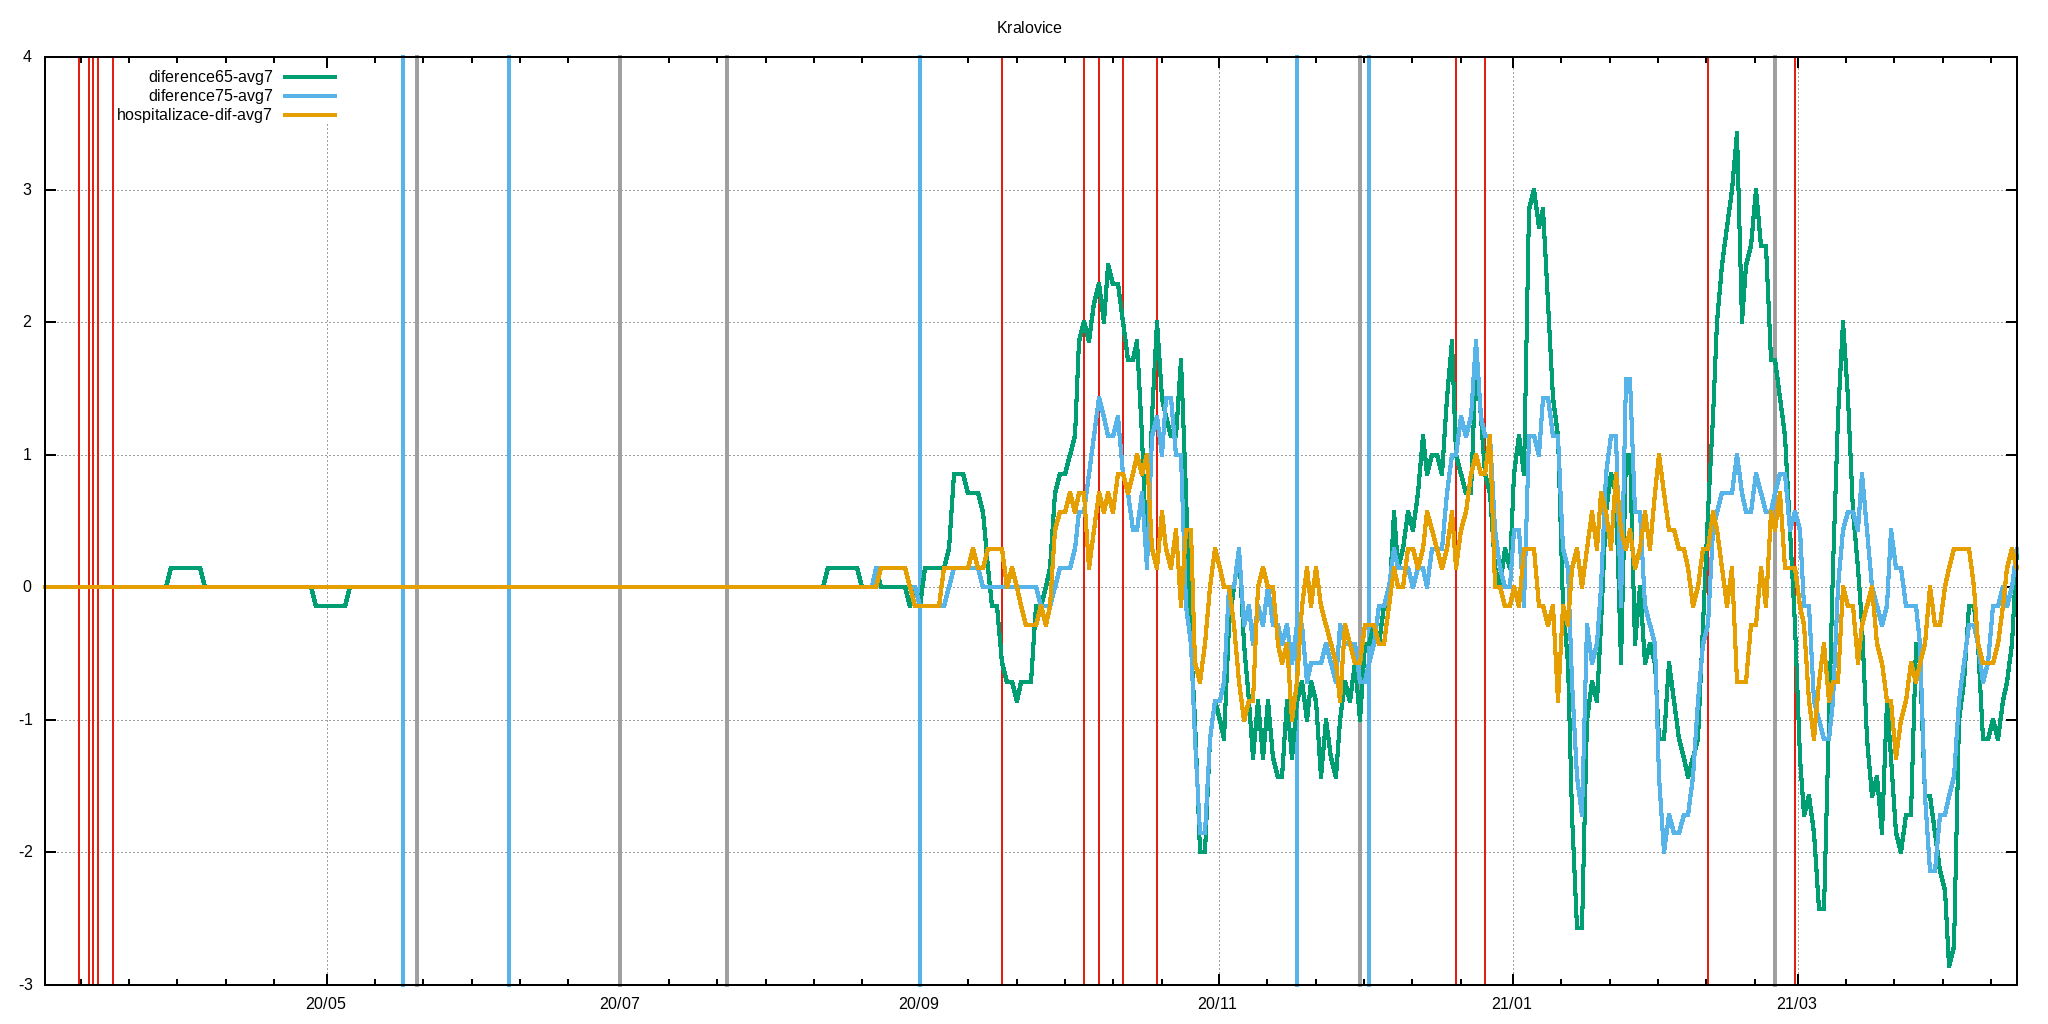 Kralovice
diference65-avg7
diference75-avg7
hospitalizace-dif-avg7
4
3
2
1
0
-1
-2
-3
20/05 20/07 20/09 20/11 21/01 21/03